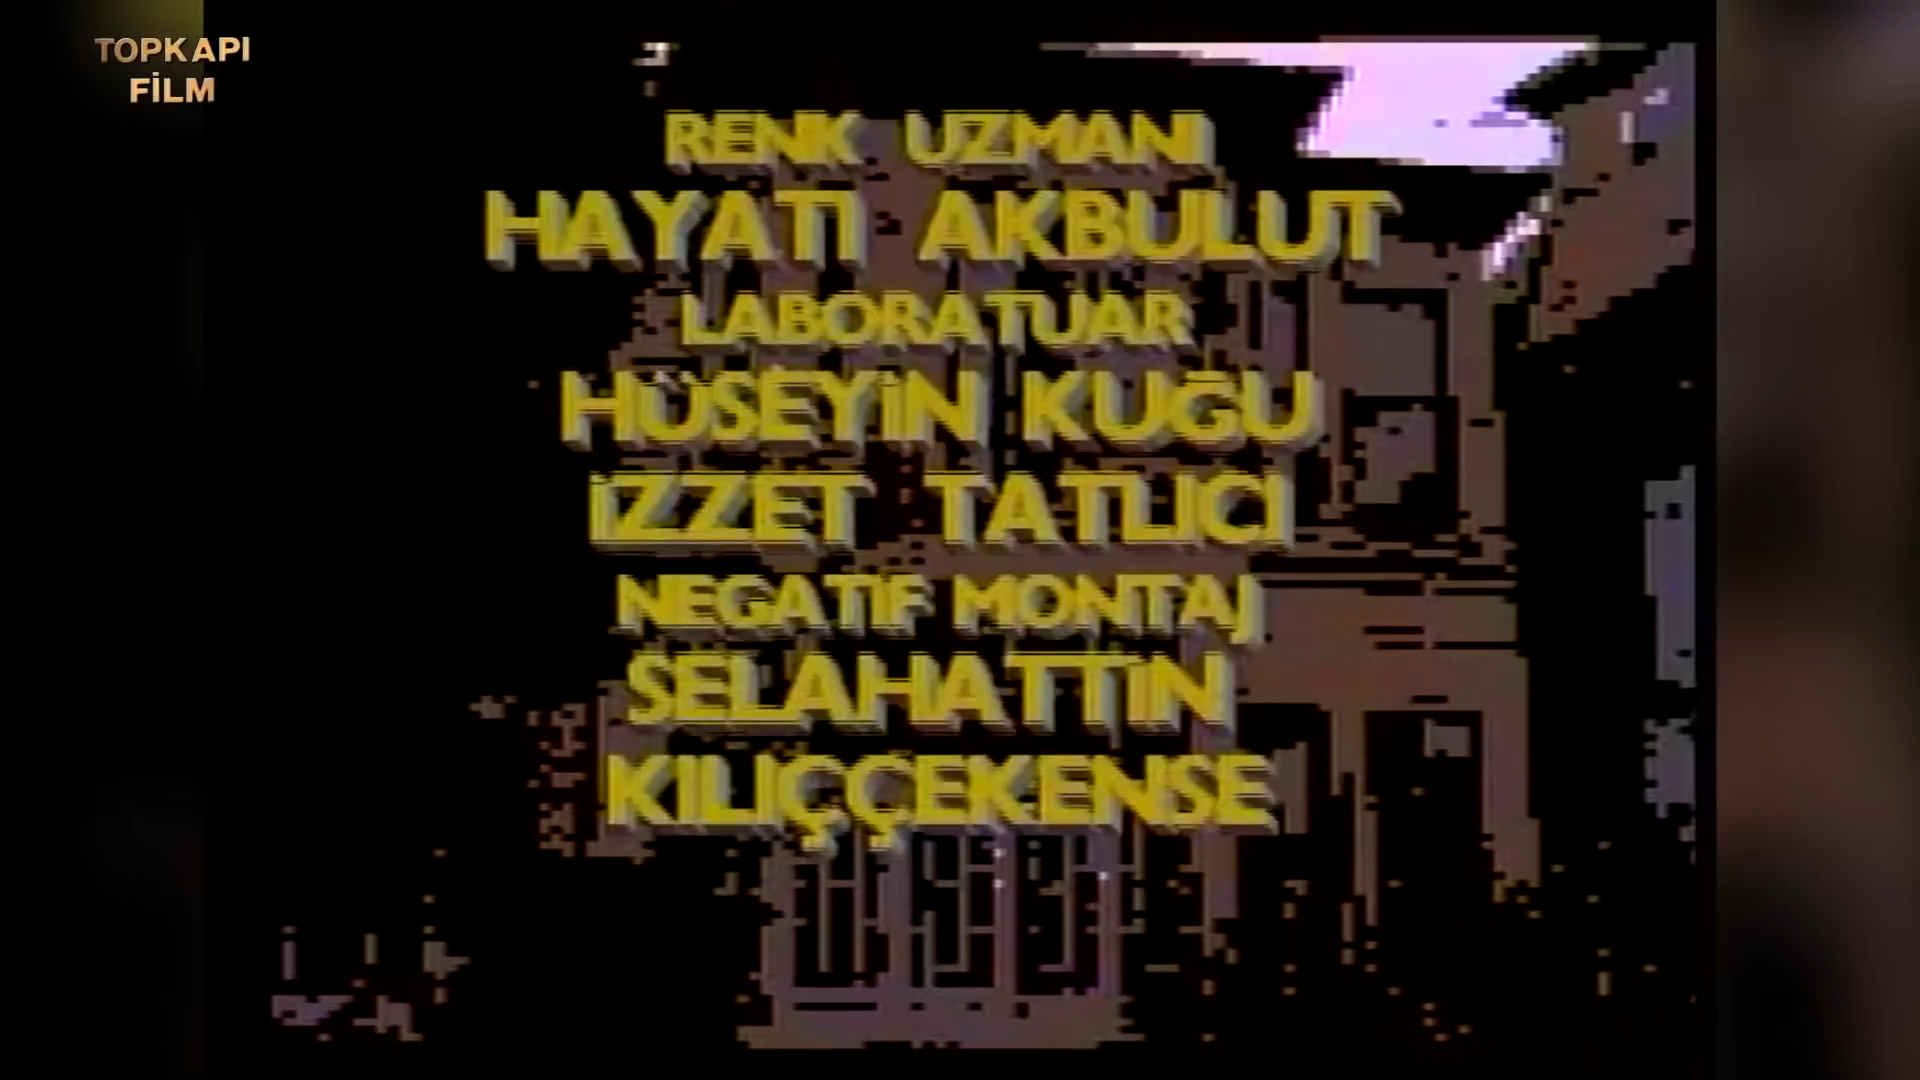 TOPKAPI
FİLM
RENK UZMANI
HAYATİ AKBULUT
LABORATUAR
HÜSEYİN KUĞU
İZZET TATLICI
NEGATİF MONTAJ
SELAHATTİN
KILIÇÇEKENSE